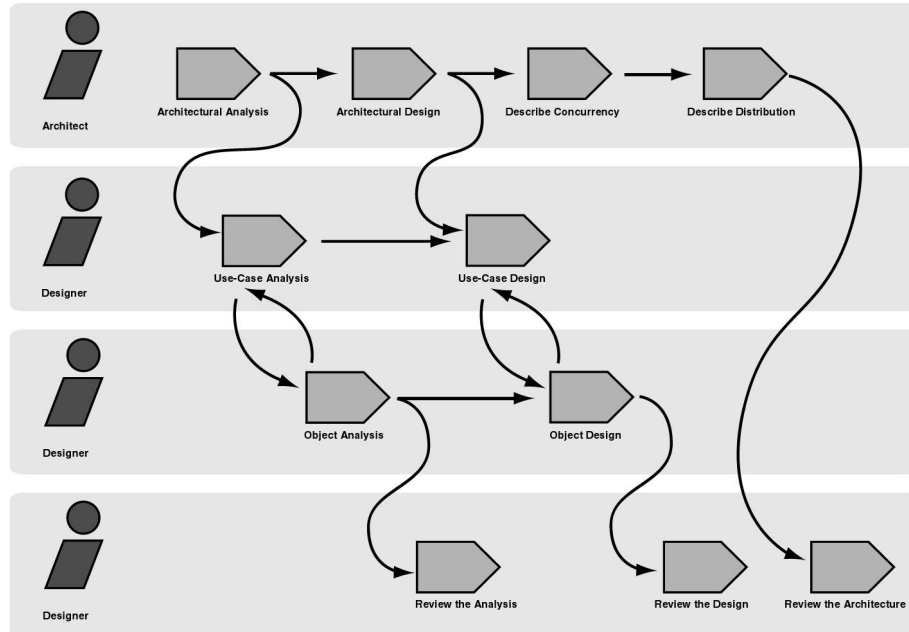 Architectural Analysis
Architectural Design
Describe Concurrency
Describe Distribution
Architect
Use-Case Analysis
Use-Case Design
Designer
Object Analysis
Object Design
Designer
Review the Analysis
Review the Design
Review the Architecture
Designer